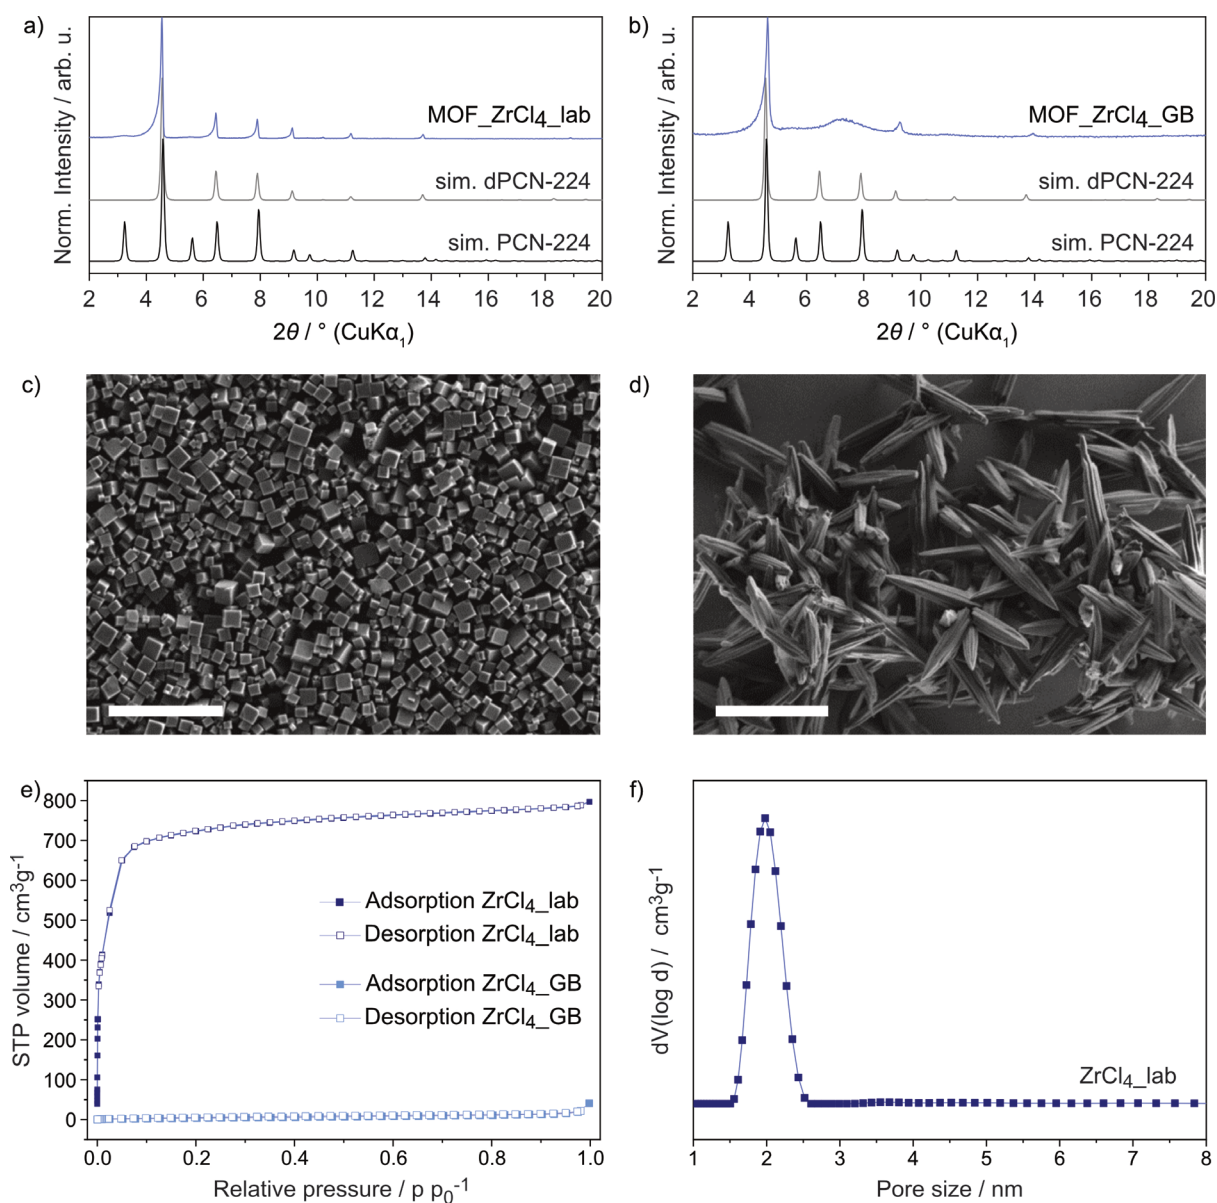 a)
Norm. Intensity / arb. u.
MOF_ZrCl4_lab
sim. dPCN-224
sim. PCN-224
2 4 6 8 10 12 14 16 18 20
2θ / ° (CuKα1)
b)
Norm. Intensity / arb. u.
MOF_ZrCl4_GB
sim. dPCN-224
sim. PCN-224
2 4 6 8 10 12 14 16 18 20
2θ / ° (CuKα1)
c)
d)
e)
STP volume / cm3g-1
800
700
600
500
400
300
200
100
0
Adsorption ZrCl4_lab
Desorption ZrCl4_lab
Adsorption ZrCl4_GB
Desorption ZrCl4_GB
0.0 0.2 0.4 0.6 0.8 1.0
Relative pressure / p p0-1
f)
dV(log d) / cm3g-1
ZrCl4_lab
1 2 3 4 5 6 7 8
Pore size / nm